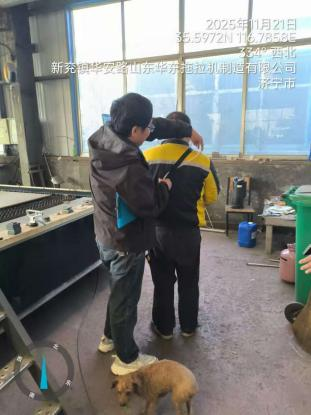 2025年11月21日
35.5972N 116.7858E
334° 西北
新兖镇华安路山东华东拖拉机制造有限公司
济宁市